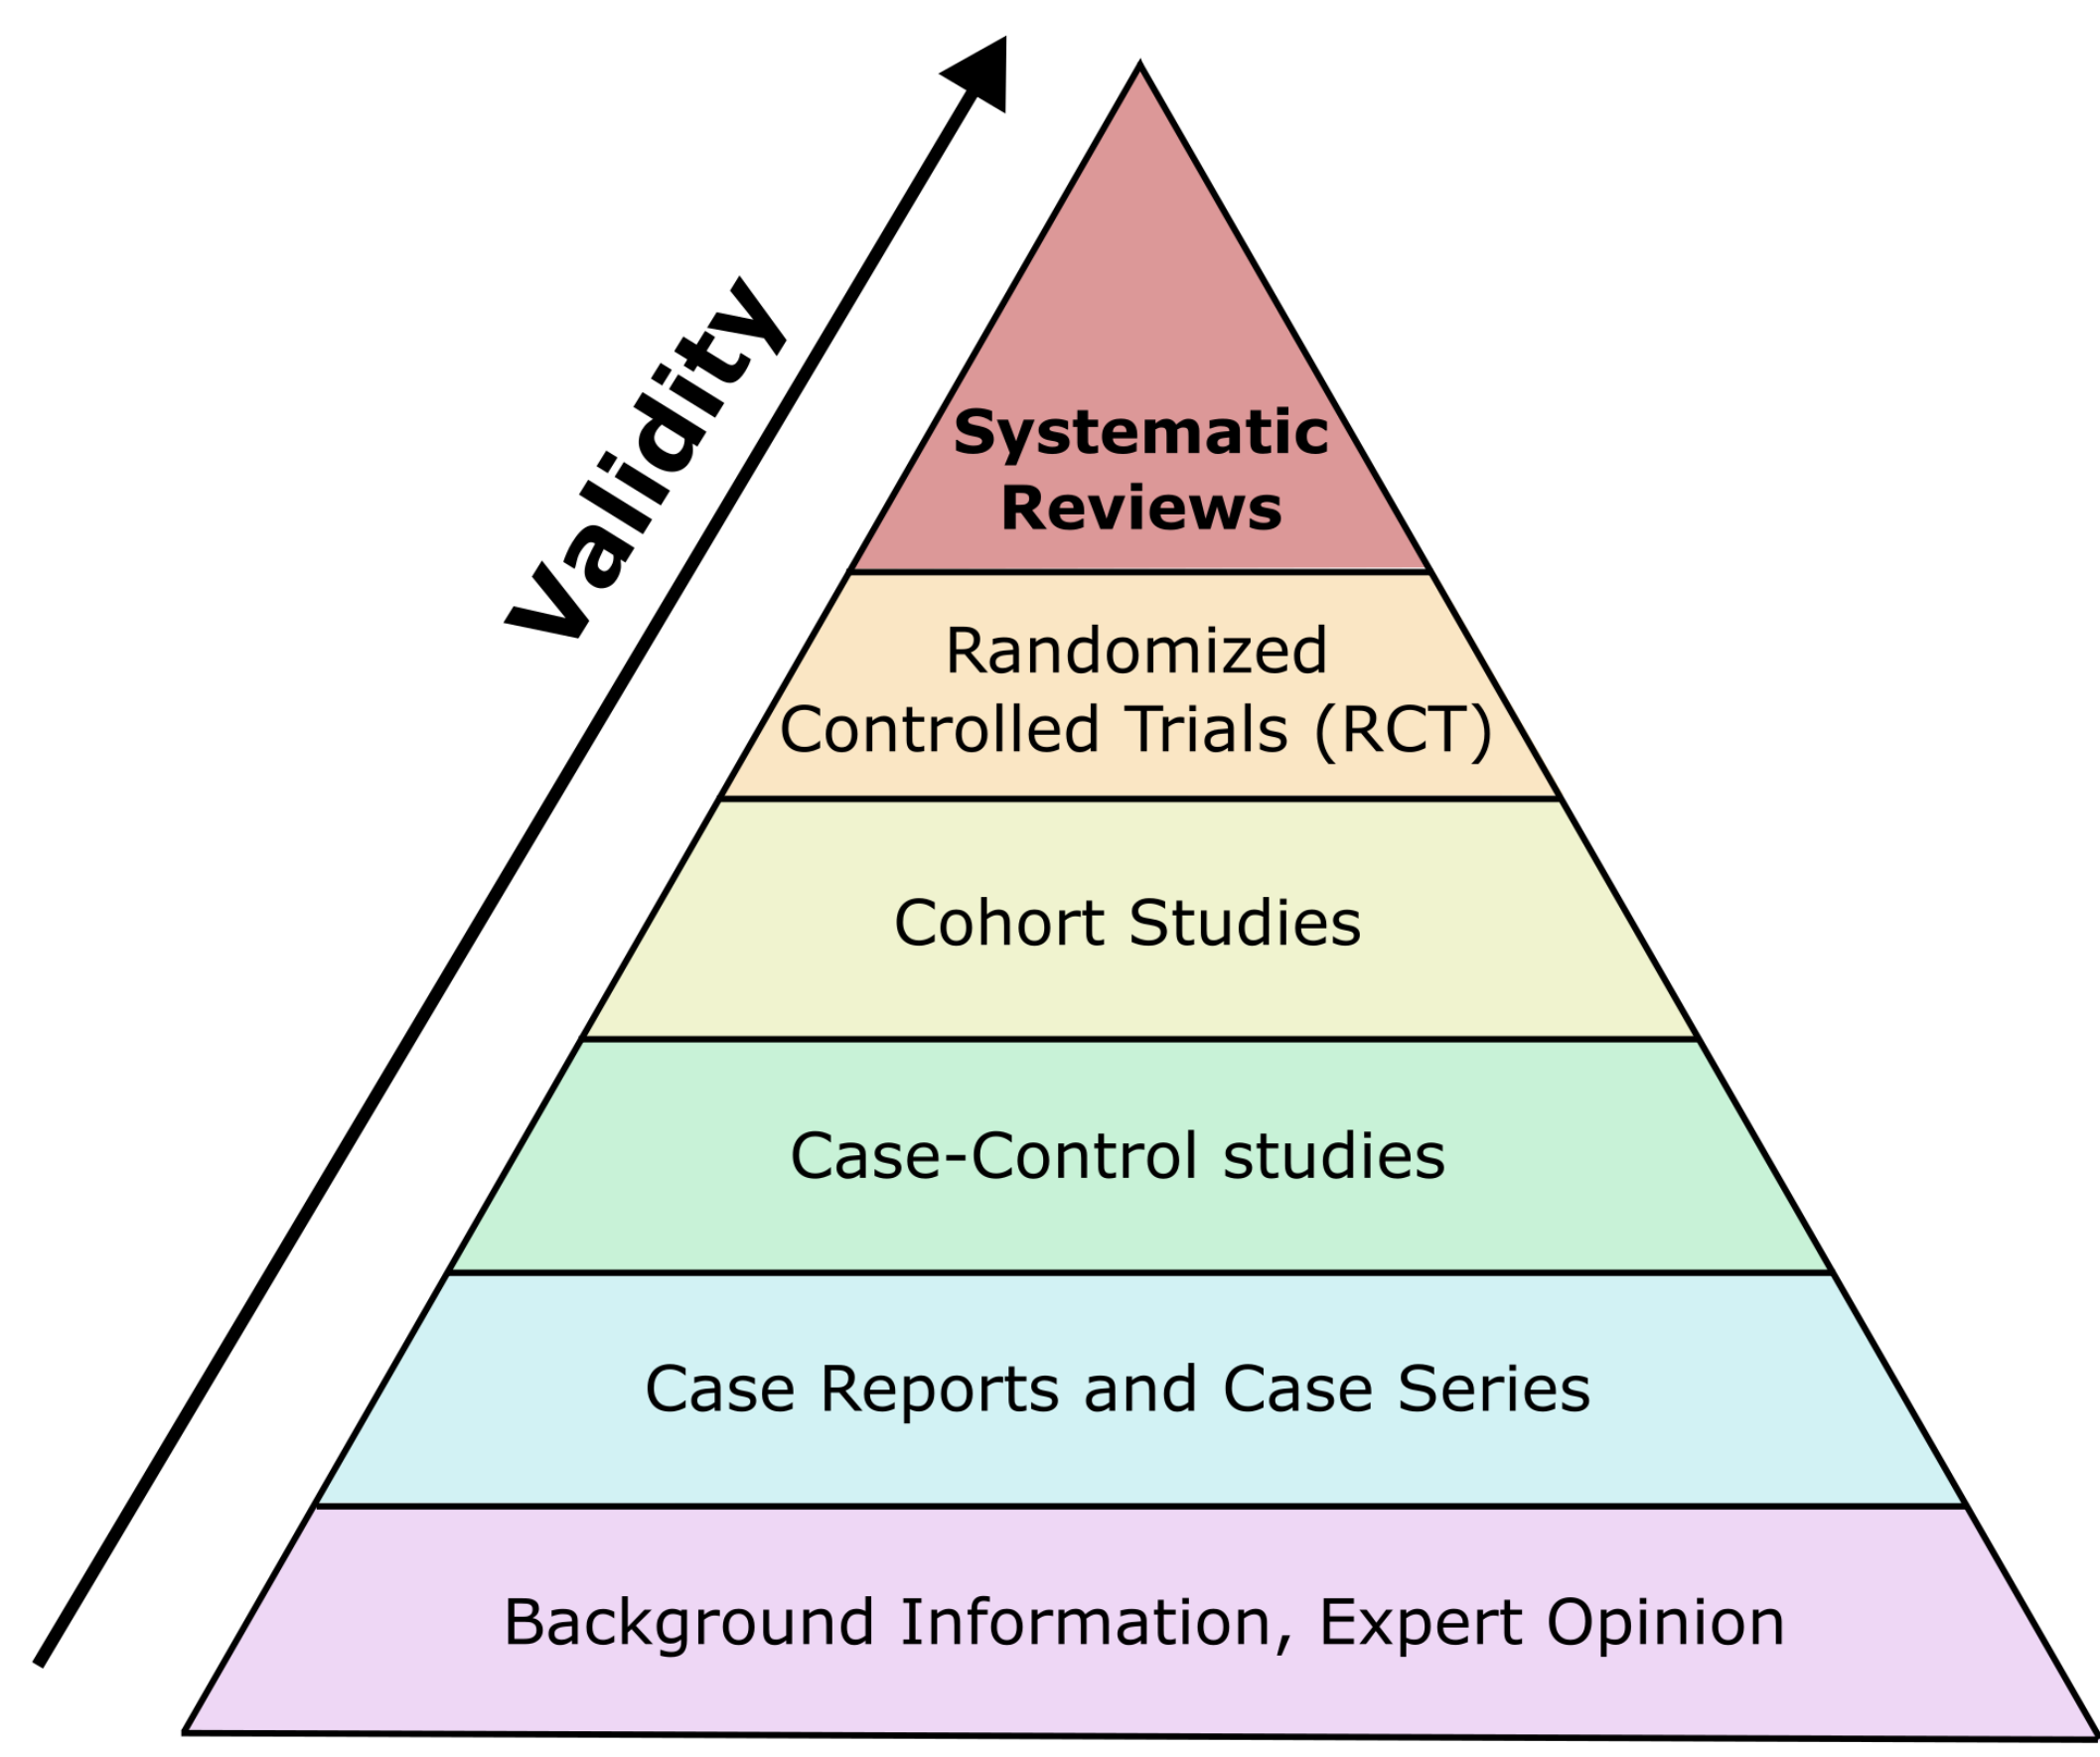 Validity
Systematic
Reviews
Randomized
Controlled Trials (RCT)
Cohort Studies
Case-Control studies
Case Reports and Case Series
Background Information, Expert Opinion